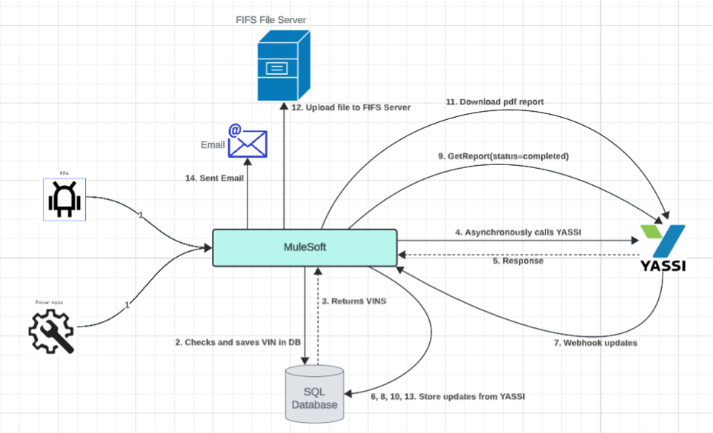 FIFS File Server
11. Download pdf report
12. Upload file to FIFS Server
@
Email
9. GetReport(status=completed)
14. Sent Email
RPA
1
4. Asynchronously calls YASSI
MuleSoft
5. Response
YASSI
3. Returns VINS
Power Apps
1
2. Checks and saves VIN in DB
7. Webhook updates
SQL
Database
6, 8, 10, 13. Store updates from YASSI